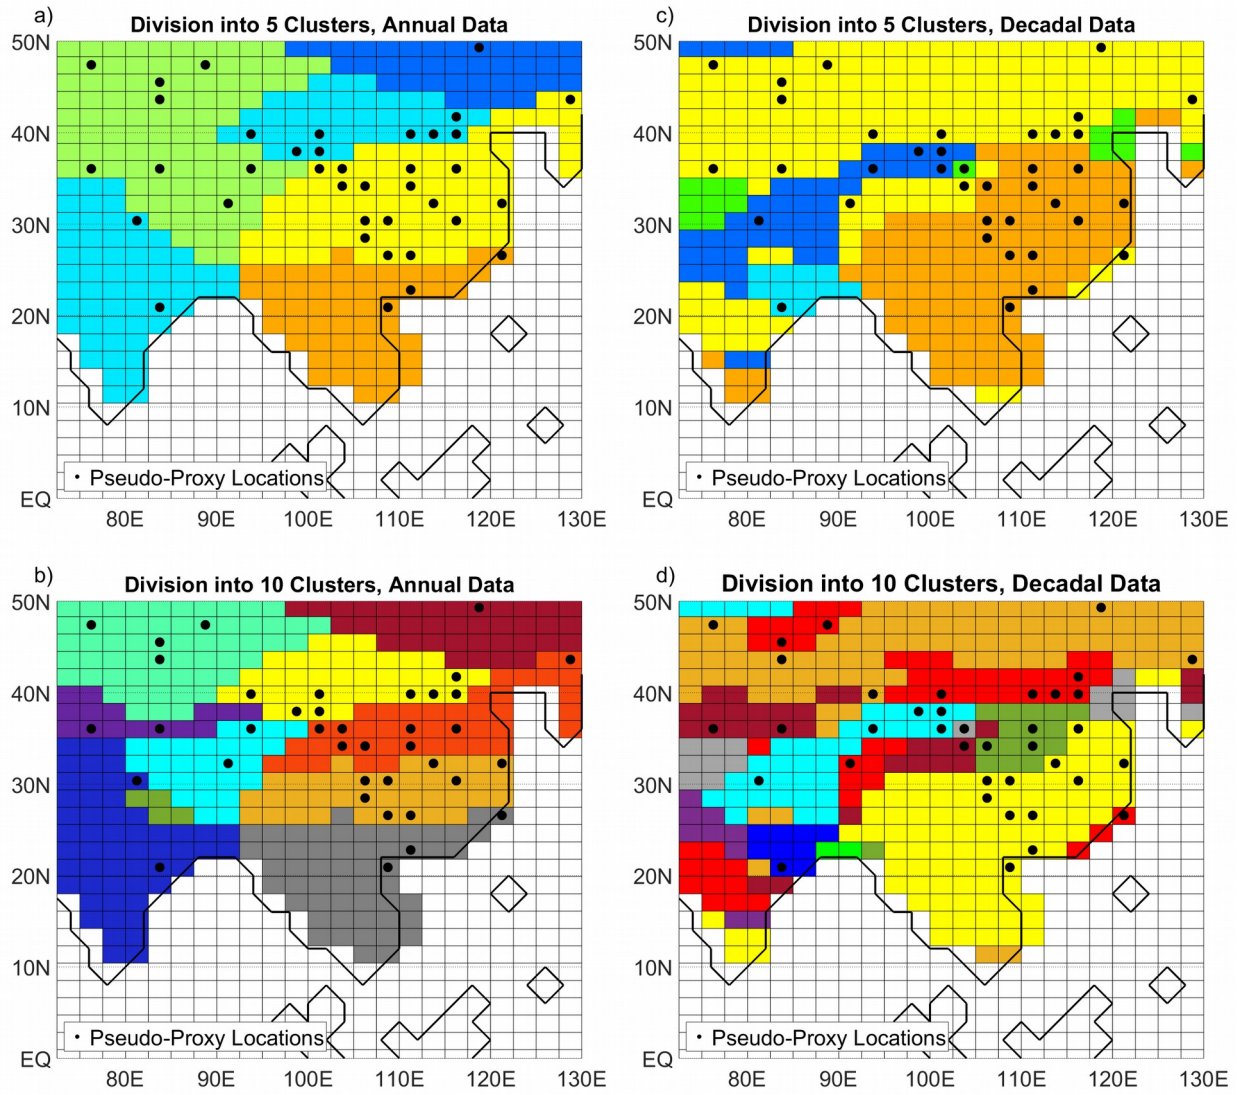 a)
Division into 5 Clusters, Annual Data
50N
40N
30N
20N
10N
EQ
• Pseudo-Proxy Locations
80E 90E 100E 110E 120E 130E
c)
Division into 5 Clusters, Decadal Data
50N
40N
30N
20N
10N
EQ
• Pseudo-Proxy Locations
80E 90E 100E 110E 120E 130E
b)
Division into 10 Clusters, Annual Data
50N
40N
30N
20N
10N
EQ
• Pseudo-Proxy Locations
80E 90E 100E 110E 120E 130E
d)
Division into 10 Clusters, Decadal Data
50N
40N
30N
20N
10N
EQ
• Pseudo-Proxy Locations
80E 90E 100E 110E 120E 130E